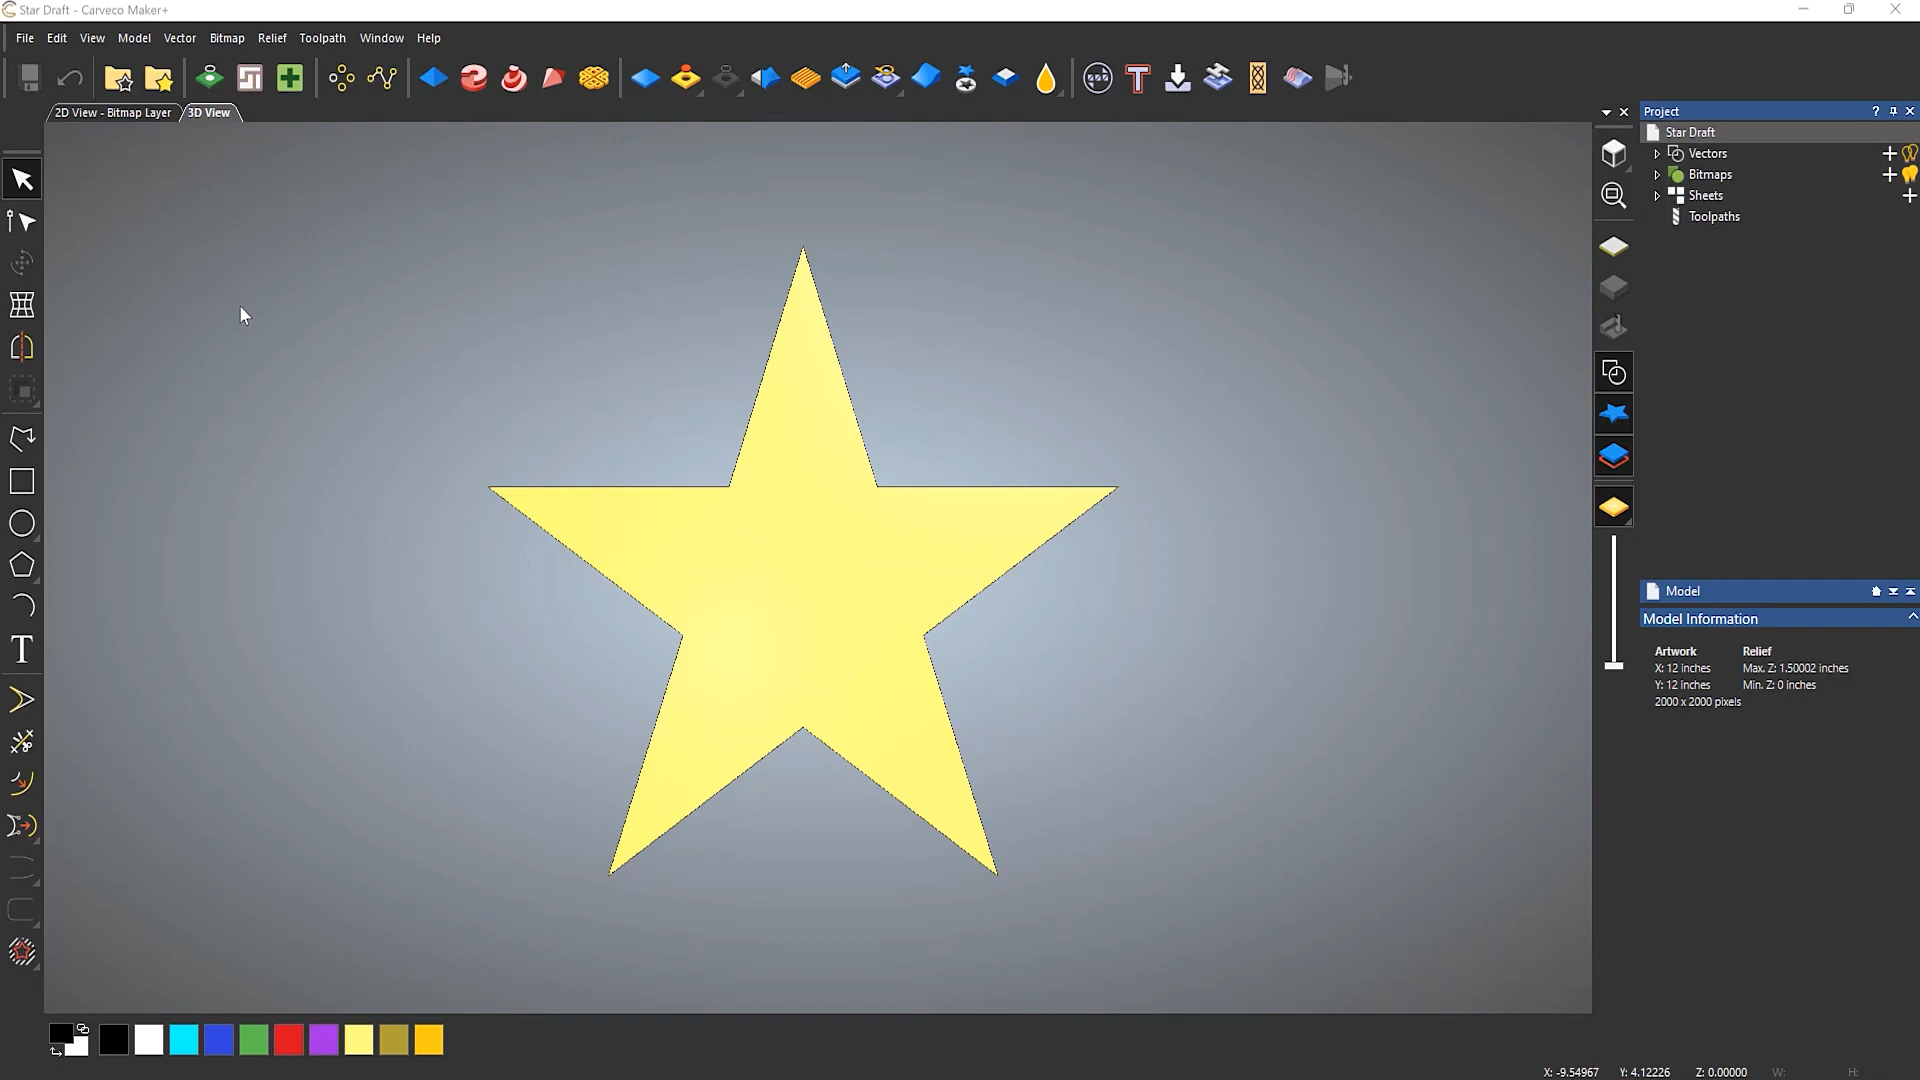 Star Draft - Carveco Maker+
File Edit View Model Vector Bitmap Relief Toolpath Window Help
2D View - Bitmap Layer 3D View
Project ?
Star Draft
Vectors
Bitmaps
Sheets
Toolpaths
T
Model
Model Information
Artwork Relief
X: 12 inches Max. Z: 1.50002 inches
Y: 12 inches Min. Z: 0 inches
2000 x 2000 pixels
X: -9.54967 Y: 4.12226 Z: 0.00000 W: H: